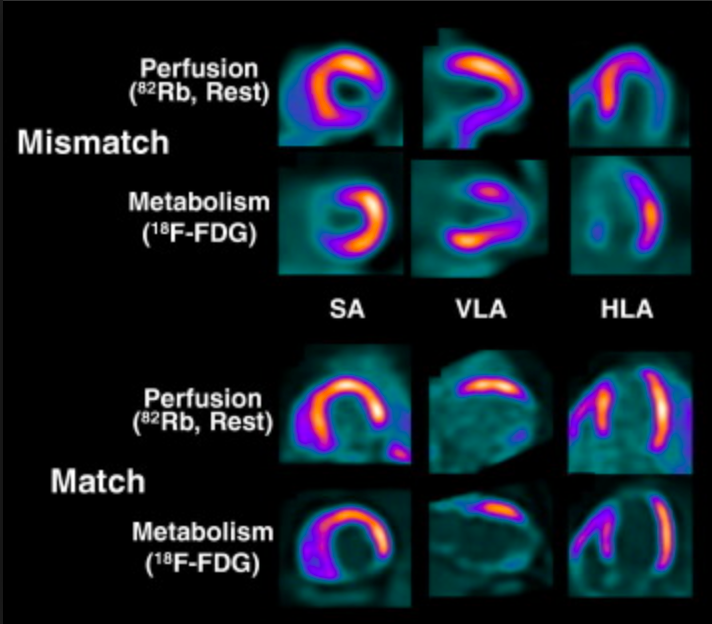 Perfusion
(⁸²Rb, Rest)
Mismatch
Metabolism
(¹⁸F-FDG)
SA VLA HLA
Perfusion
(⁸²Rb, Rest)
Match
Metabolism
(¹⁸F-FDG)